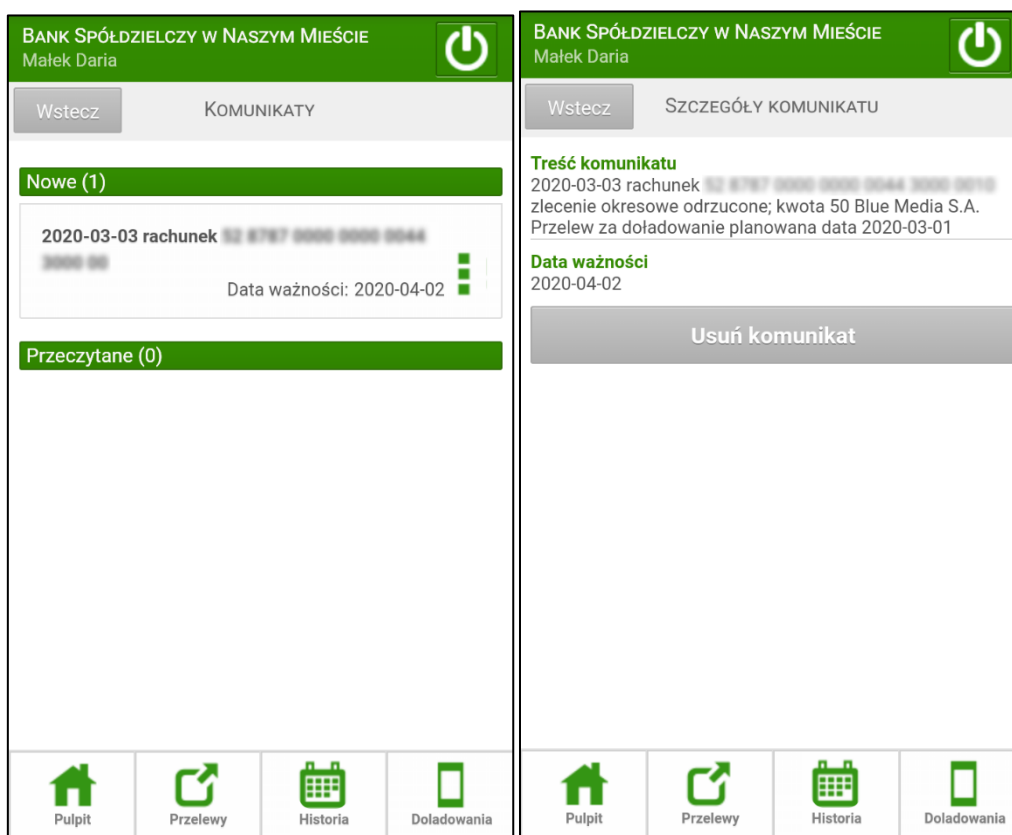 BANK SPÓŁDZIELCZY W NASZYM MIEŚCIE
Małek Daria
Wstecz
KOMUNIKATY
Nowe (1)
2020-03-03 rachunek
Data ważności: 2020-04-02
Przeczytane (0)
Pulpit
Przelewy
Historia
Doladowania
BANK SPÓŁDZIELCZY W NASZYM MIEŚCIE
Małek Daria
Wstecz
SZCZEGÓŁY KOMUNIKATU
Treść komunikatu
2020-03-03 rachunek
zlecenie okresowe odrzucone; kwota 50 Blue Media S.A.
Przelew za doładowanie planowana data 2020-03-01
Data ważności
2020-04-02
Usuń komunikat
Pulpit
Przelewy
Historia
Doladowania